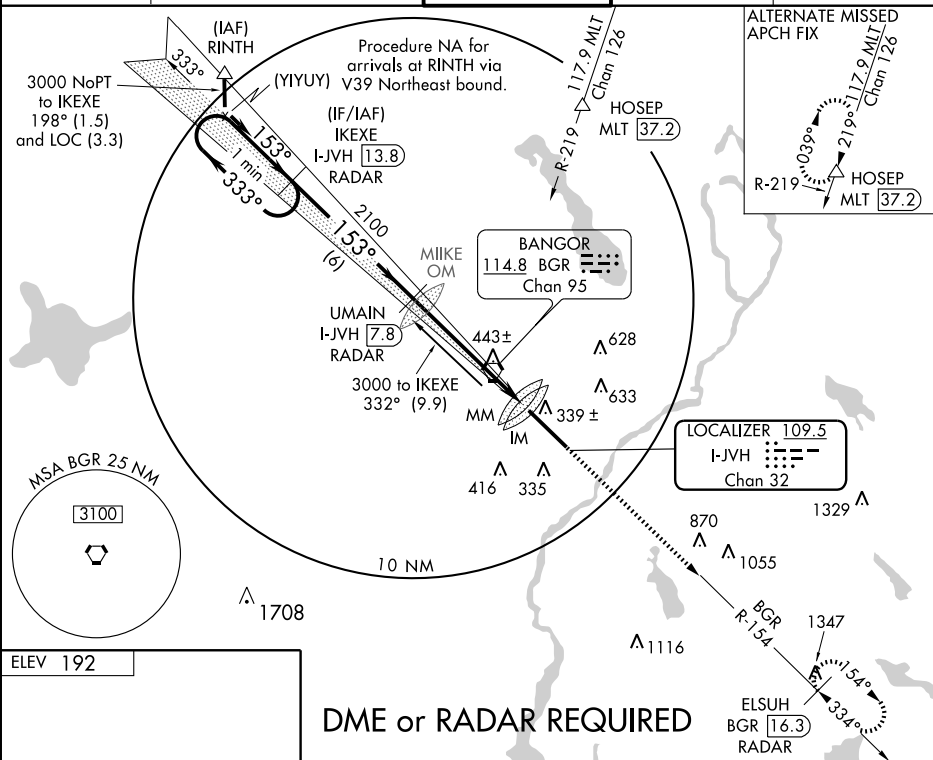 (IAF)
RINTH
333°
3000 NoPT
to IKEXE
198° (1.5)
and LOC (3.3)
(YIYUY)
Procedure NA for
arrivals at RINTH via
V39 Northeast bound.
(IF/IAF)
IKEXE
I-JVH 13.8
RADAR
153°
1 min
333°
2100
153°
(6)
117.9 MLT
Chan 126
HOSEP
MLT 37.2
R-219
ALTERNATE MISSED
APCH FIX
117.9 MLT
Chan 126
039°
219°
R-219
HOSEP
MLT 37.2
MIIKE
OM
BANGOR
114.8 BGR
Chan 95
UMAIN
I-JVH 7.8
RADAR
443±
628
3000 to IKEXE
332° (9.9)
633
MM
339 ±
IM
LOCALIZER 109.5
I-JVH
Chan 32
416
335
1329
MSA BGR 25 NM
3100
870
1055
10 NM
1708
BGR
R-154
1347
1116
154°
334°
ELEV 192
DME or RADAR REQUIRED
ELSUH
BGR 16.3
RADAR